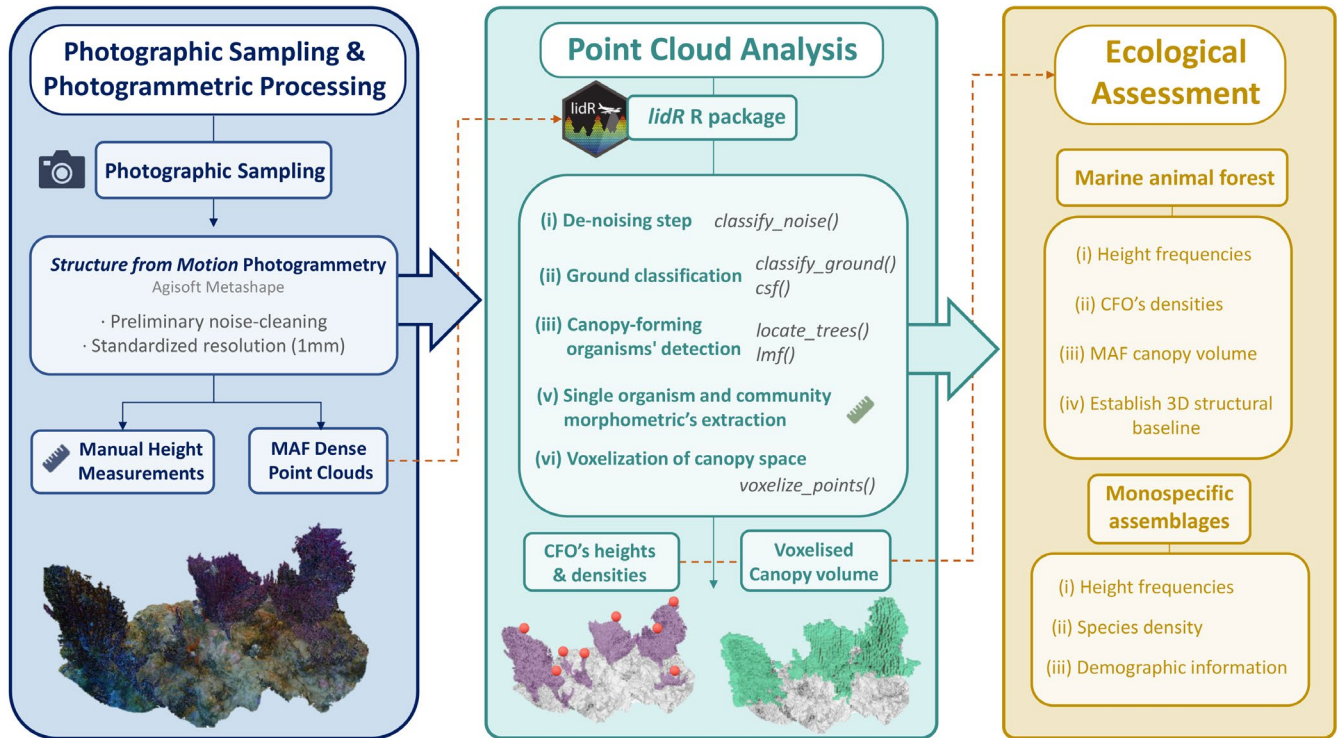 Photographic Sampling &
Photogrammetric Processing
Photographic Sampling
Structure from Motion Photogrammetry
Agisoft Metashape
· Preliminary noise-cleaning
· Standardized resolution (1mm)
Manual Height
Measurements
MAF Dense
Point Clouds
Point Cloud Analysis
lidR
lidR R package
(i) De-noising step classify_noise()
(ii) Ground classification classify_ground()
csf()
(iii) Canopy-forming locate_trees()
organisms' detection lmf()
(v) Single organism and community
morphometric's extraction
(vi) Voxelization of canopy space
voxelize_points()
CFO's heights
& densities
Voxelised
Canopy volume
Ecological
Assessment
Marine animal forest
(i) Height frequencies
(ii) CFO's densities
(iii) MAF canopy volume
(iv) Establish 3D structural
baseline
Monospecific
assemblages
(i) Height frequencies
(ii) Species density
(iii) Demographic information